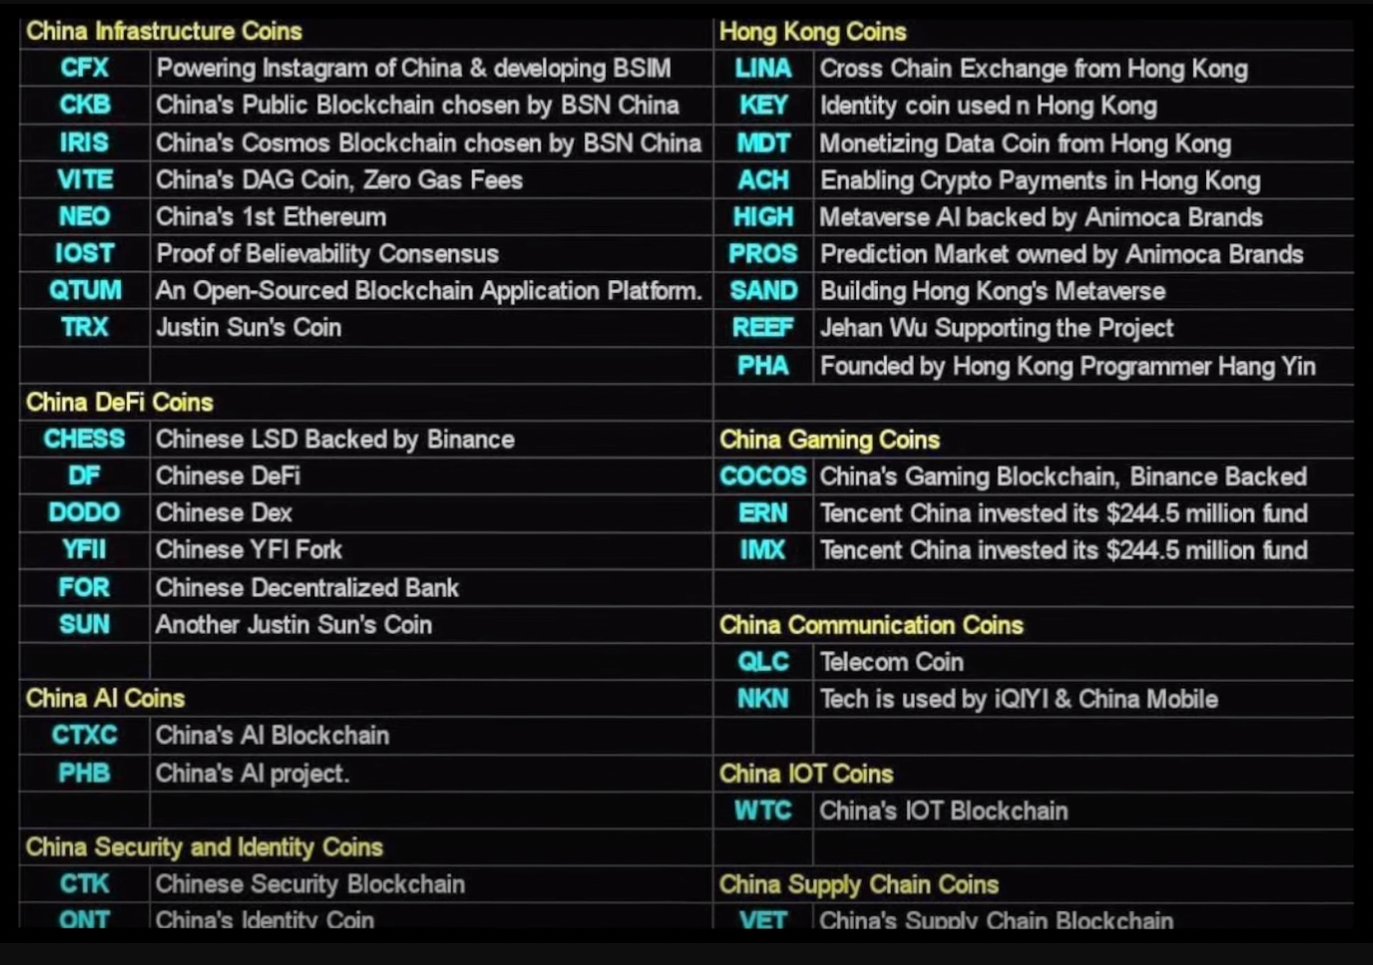 China Infrastructure Coins
CFX Powering Instagram of China & developing BSIM
CKB China's Public Blockchain chosen by BSN China
IRIS China's Cosmos Blockchain chosen by BSN China
VITE China's DAG Coin, Zero Gas Fees
NEO China's 1st Ethereum
IOST Proof of Believability Consensus
QTUM An Open-Sourced Blockchain Application Platform.
TRX Justin Sun's Coin
China DeFi Coins
CHESS Chinese LSD Backed by Binance
DF Chinese DeFi
DODO Chinese Dex
YFII Chinese YFI Fork
FOR Chinese Decentralized Bank
SUN Another Justin Sun's Coin
China AI Coins
CTXC China's AI Blockchain
PHB China's AI project.
China Security and Identity Coins
CTK Chinese Security Blockchain
ONT China's Identity Coin
Hong Kong Coins
LINA Cross Chain Exchange from Hong Kong
KEY Identity coin used n Hong Kong
MDT Monetizing Data Coin from Hong Kong
ACH Enabling Crypto Payments in Hong Kong
HIGH Metaverse AI backed by Animoca Brands
PROS Prediction Market owned by Animoca Brands
SAND Building Hong Kong's Metaverse
REEF Jehan Wu Supporting the Project
PHA Founded by Hong Kong Programmer Hang Yin
China Gaming Coins
COCOS China's Gaming Blockchain, Binance Backed
ERN Tencent China invested its $244.5 million fund
IMX Tencent China invested its $244.5 million fund
China Communication Coins
QLC Telecom Coin
NKN Tech is used by iQIYI & China Mobile
China IOT Coins
WTC China's IOT Blockchain
China Supply Chain Coins
VET China's Supply Chain Blockchain